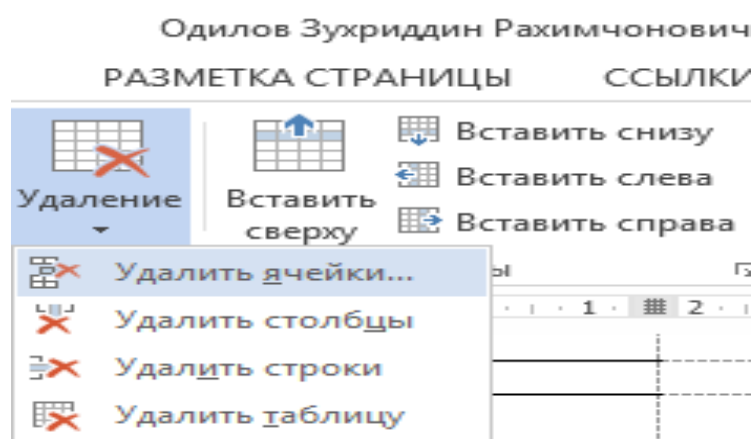 Одилов Зухриддин Рахимчонович
РАЗМЕТКА СТРАНИЦЫ ССЫЛКИ
Удаление
Вставить сверху
Вставить снизу
Вставить слева
Вставить справа
Удалить ячейки...
ы
Удалить столбцы
1 2
Удалить строки
Удалить таблицу